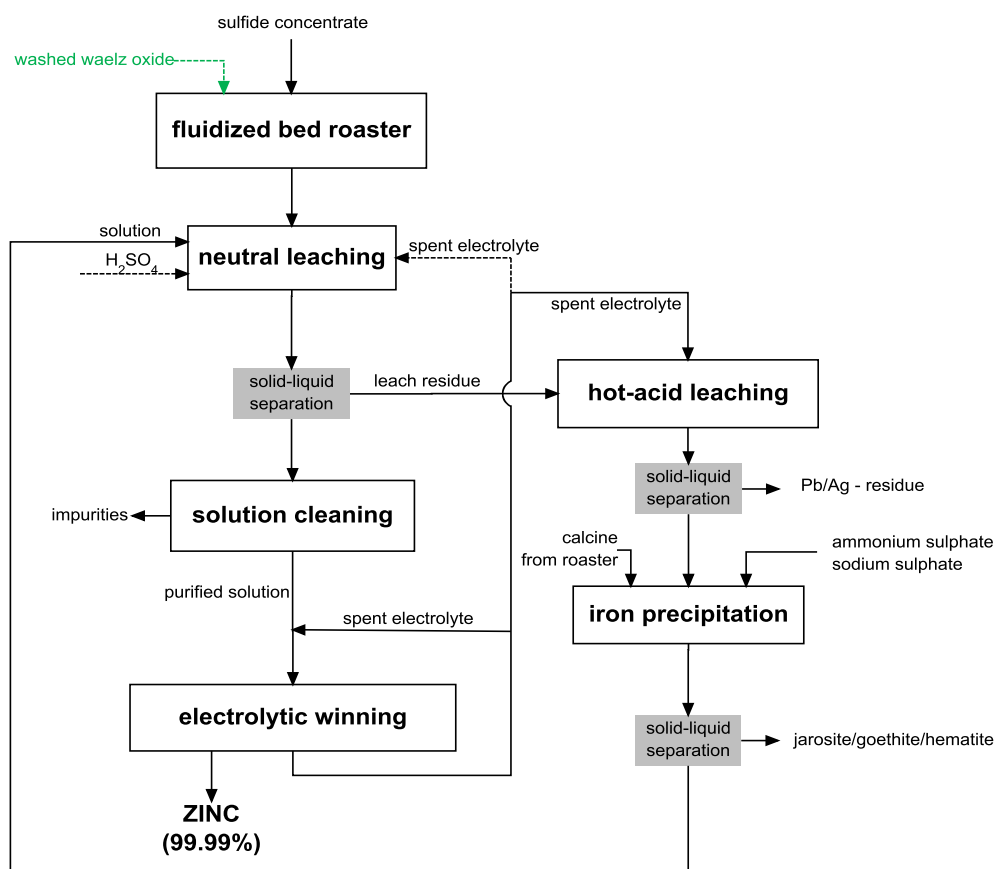 sulfide concentrate
washed waelz oxide
fluidized bed roaster
solution
H₂SO₄
neutral leaching
spent electrolyte
spent electrolyte
solid-liquid
separation
leach residue
hot-acid leaching
solid-liquid
separation
Pb/Ag - residue
solution cleaning
impurities
calcine
from roaster
ammonium sulphate
sodium sulphate
iron precipitation
purified solution
spent electrolyte
electrolytic winning
solid-liquid
separation
jarosite/goethite/hematite
ZINC
(99.99%)